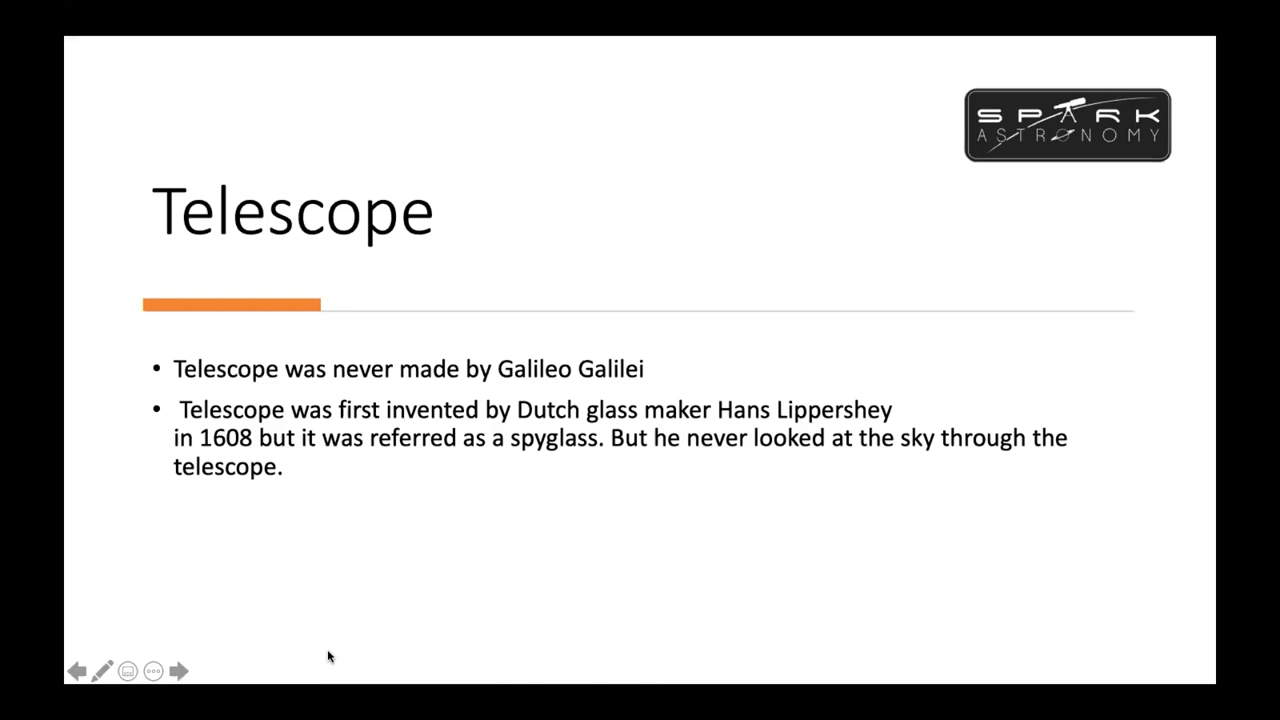 SPARK
ASTRONOMY
Telescope
• Telescope was never made by Galileo Galilei
• Telescope was first invented by Dutch glass maker Hans Lippershey
in 1608 but it was referred as a spyglass. But he never looked at the sky through the
telescope.